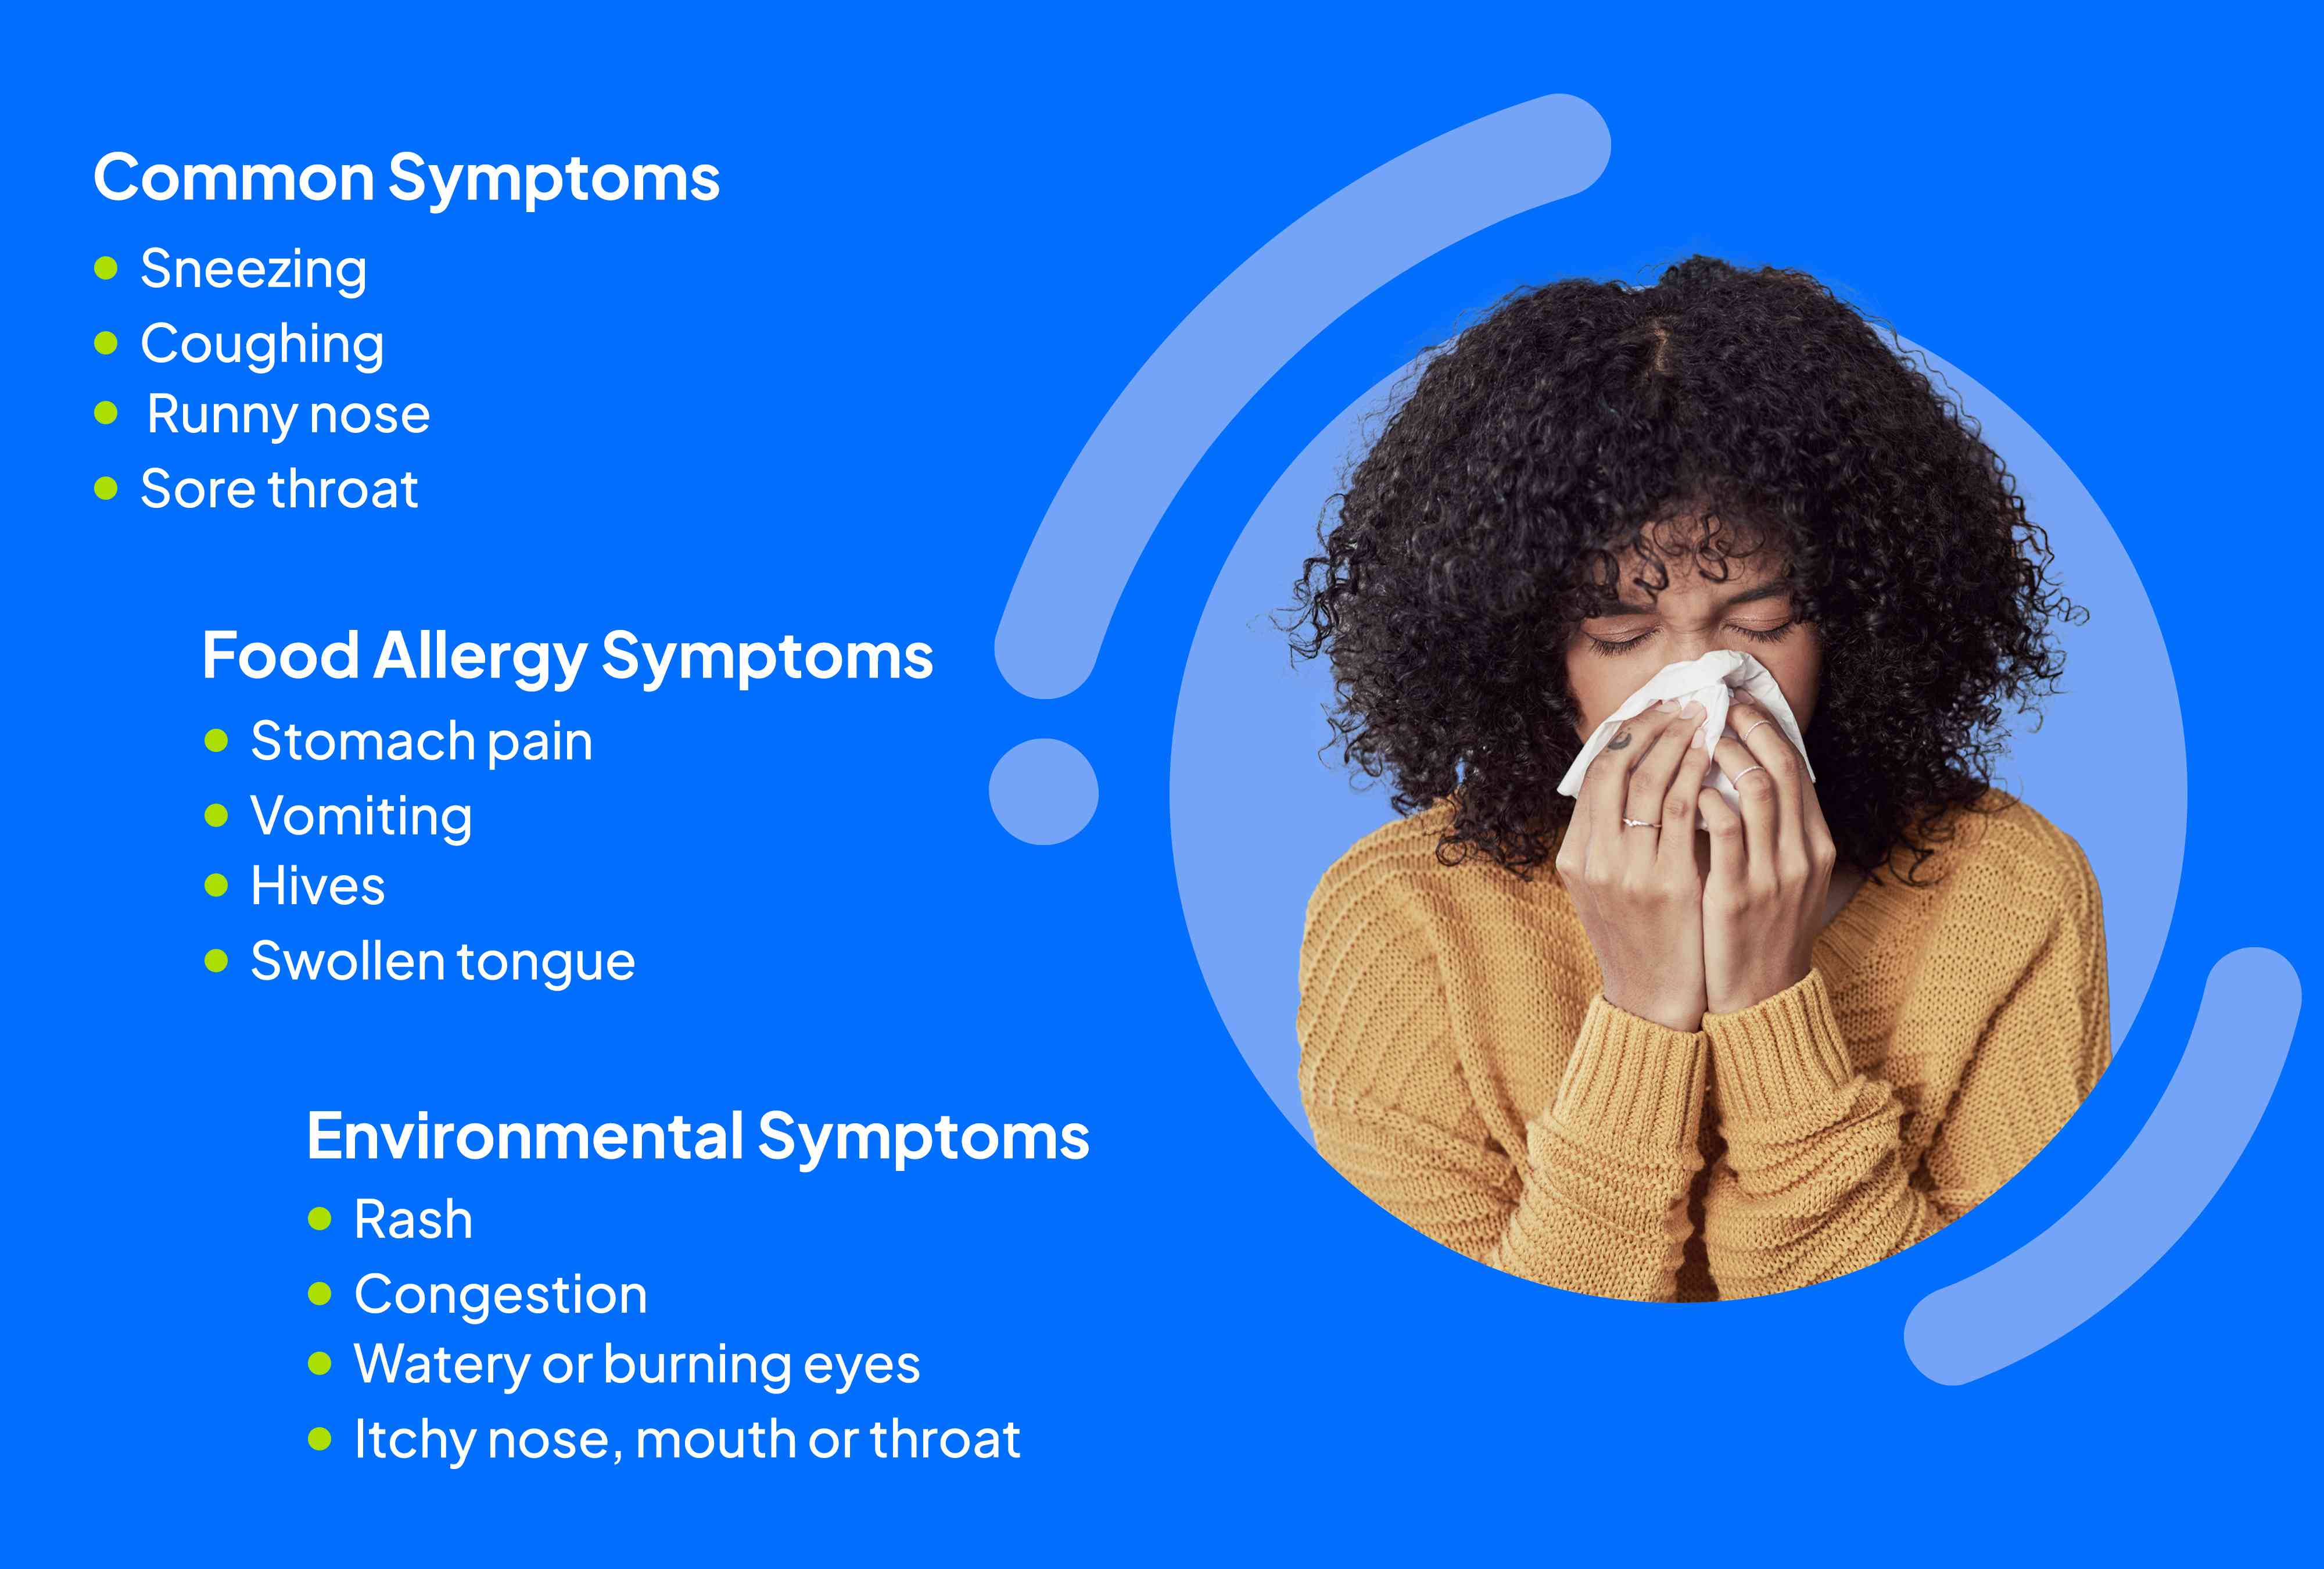 Common Symptoms
Sneezing
Coughing
Runny nose
Sore throat
Food Allergy Symptoms
Stomach pain
Vomiting
Hives
Swollen tongue
Environmental Symptoms
Rash
Congestion
Watery or burning eyes
Itchy nose, mouth or throat